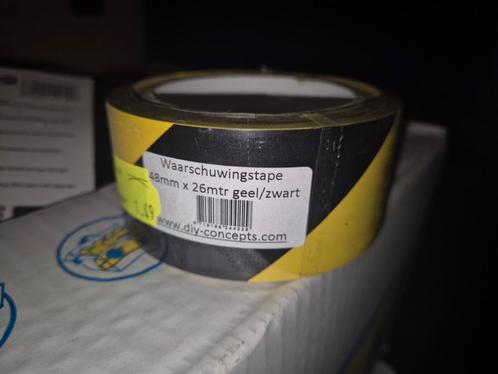 Waarschuwingstape
48mm x 26mtr geel/zwart
www.diy-concepts.com